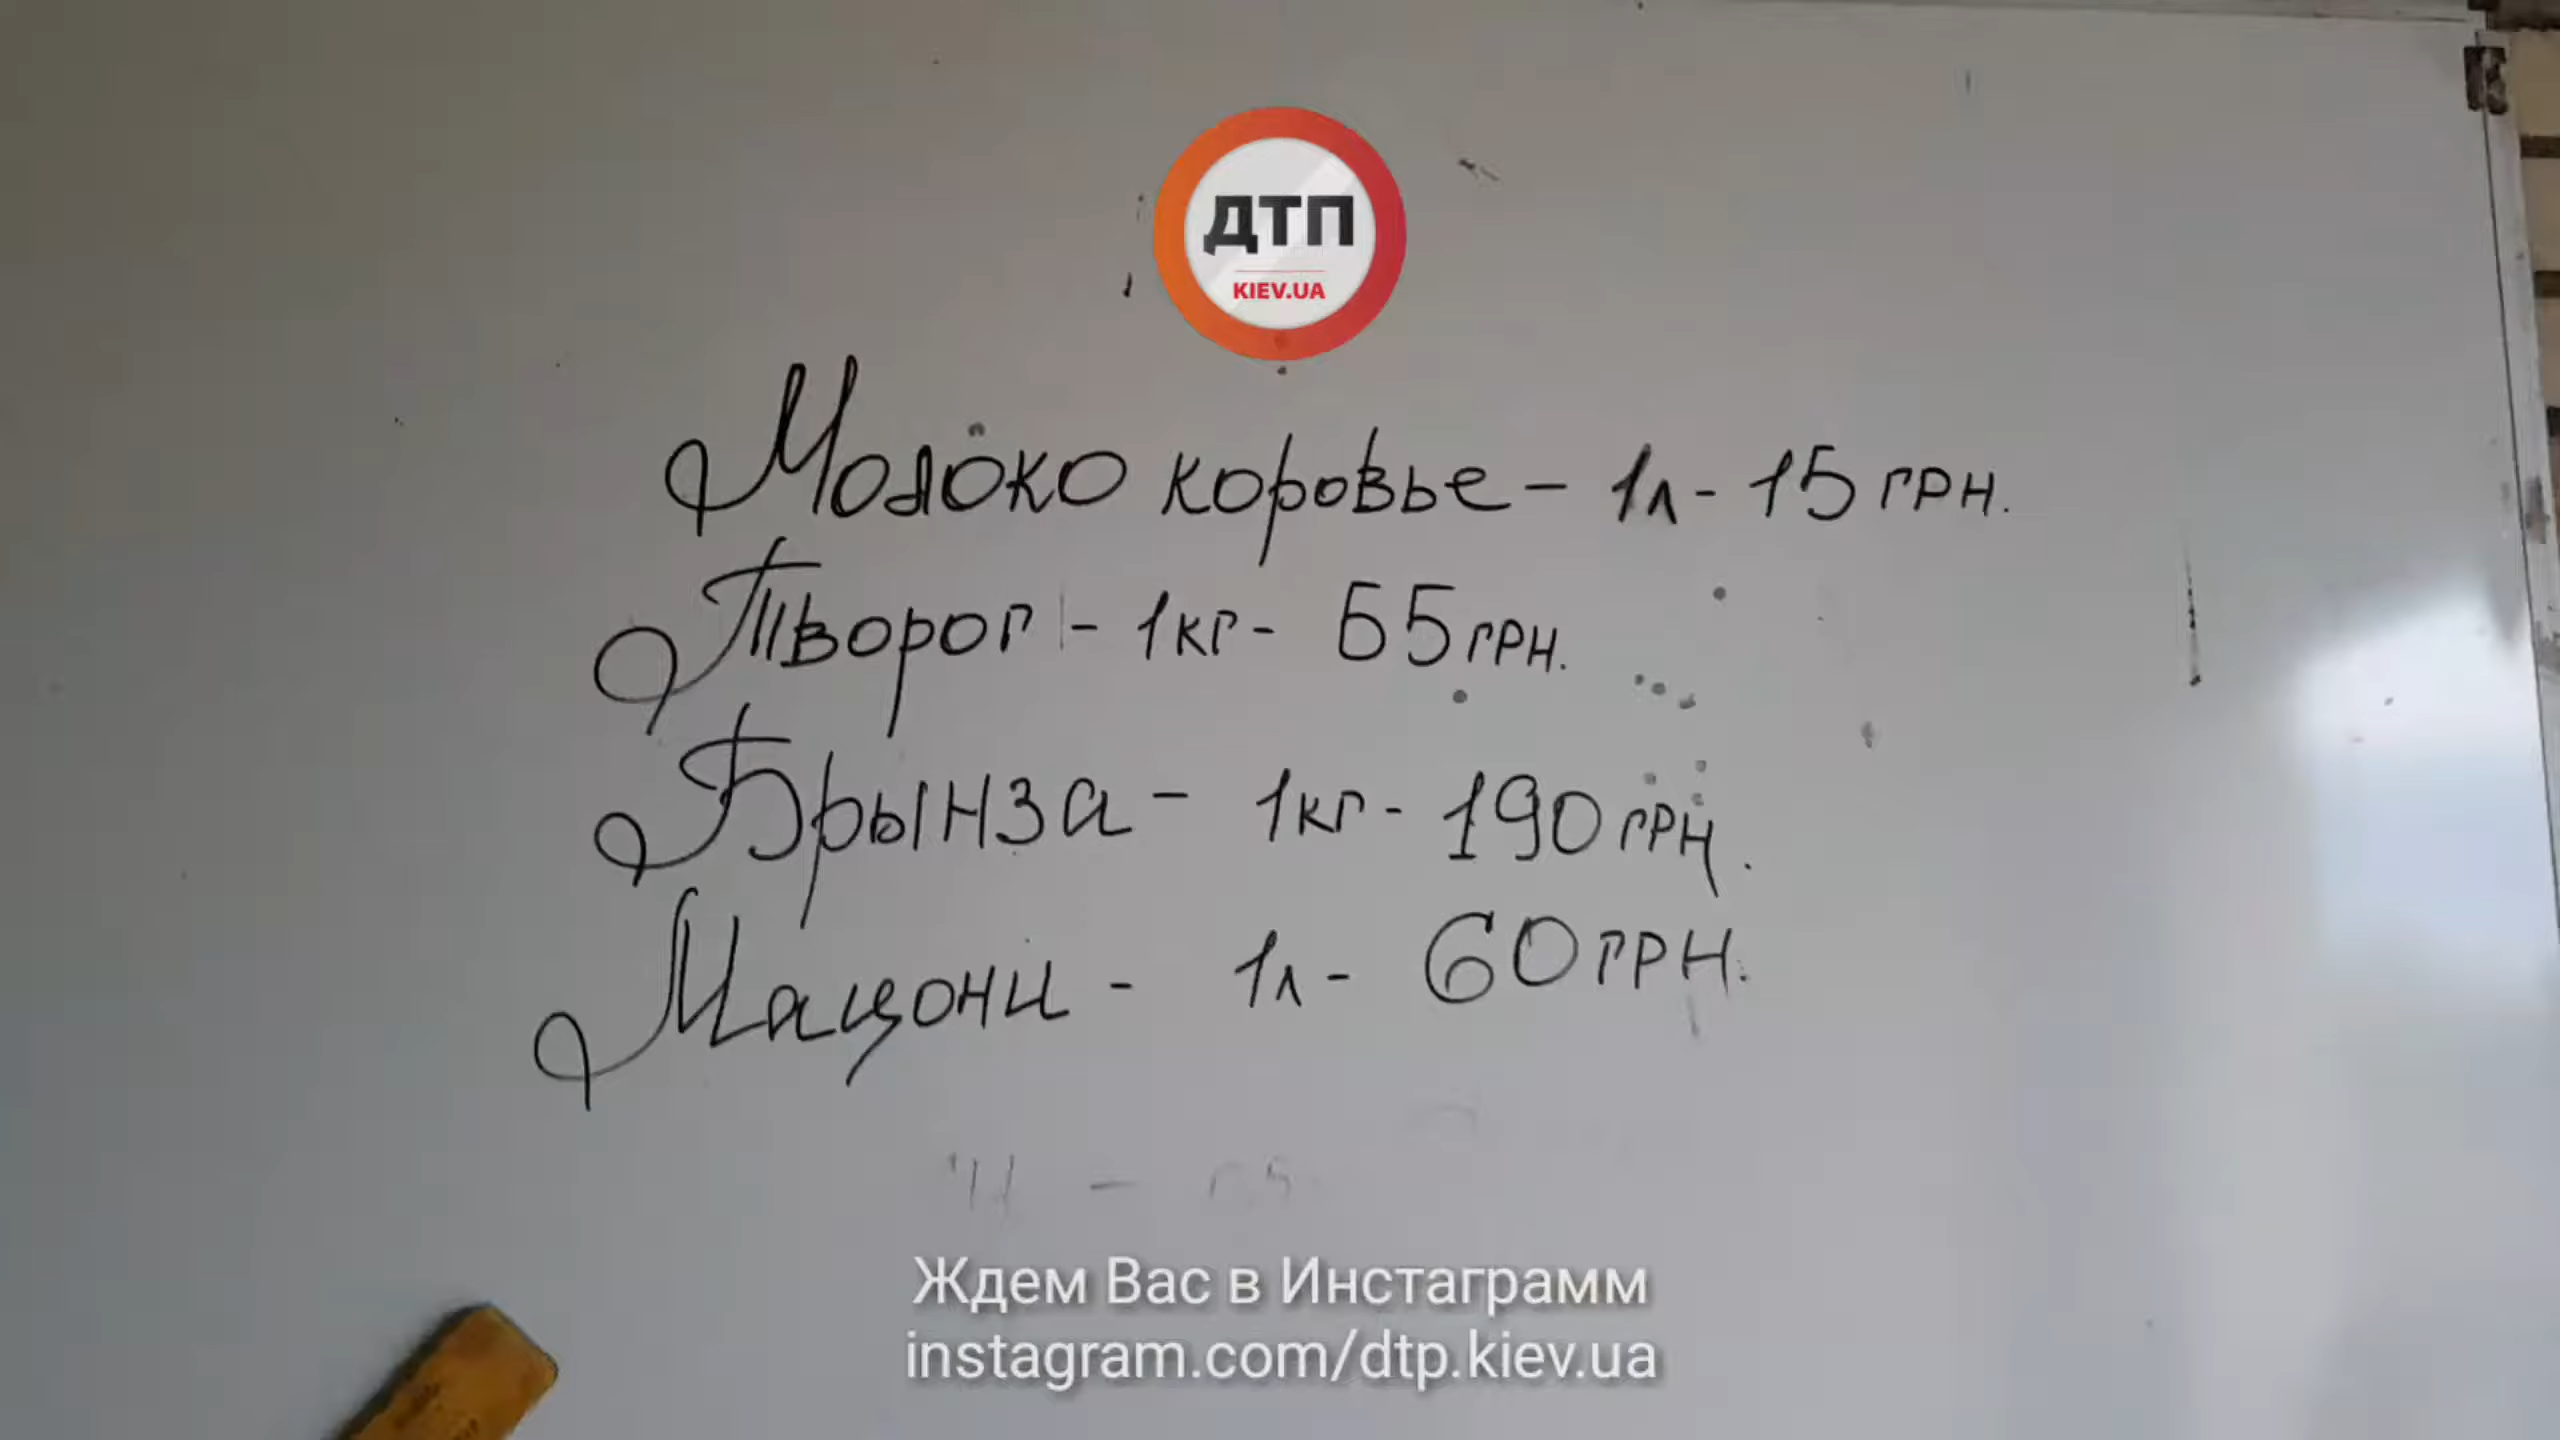 ДТП
KIEV.UA
Молоко коровье - 1л - 15 грн.
Творог - 1кг - 55 грн.
Брынза - 1кг - 190 грн.
Мацони - 1л - 60 грн.
Ждем Вас в Инстаграмм
instagram.com/dtp.kiev.ua